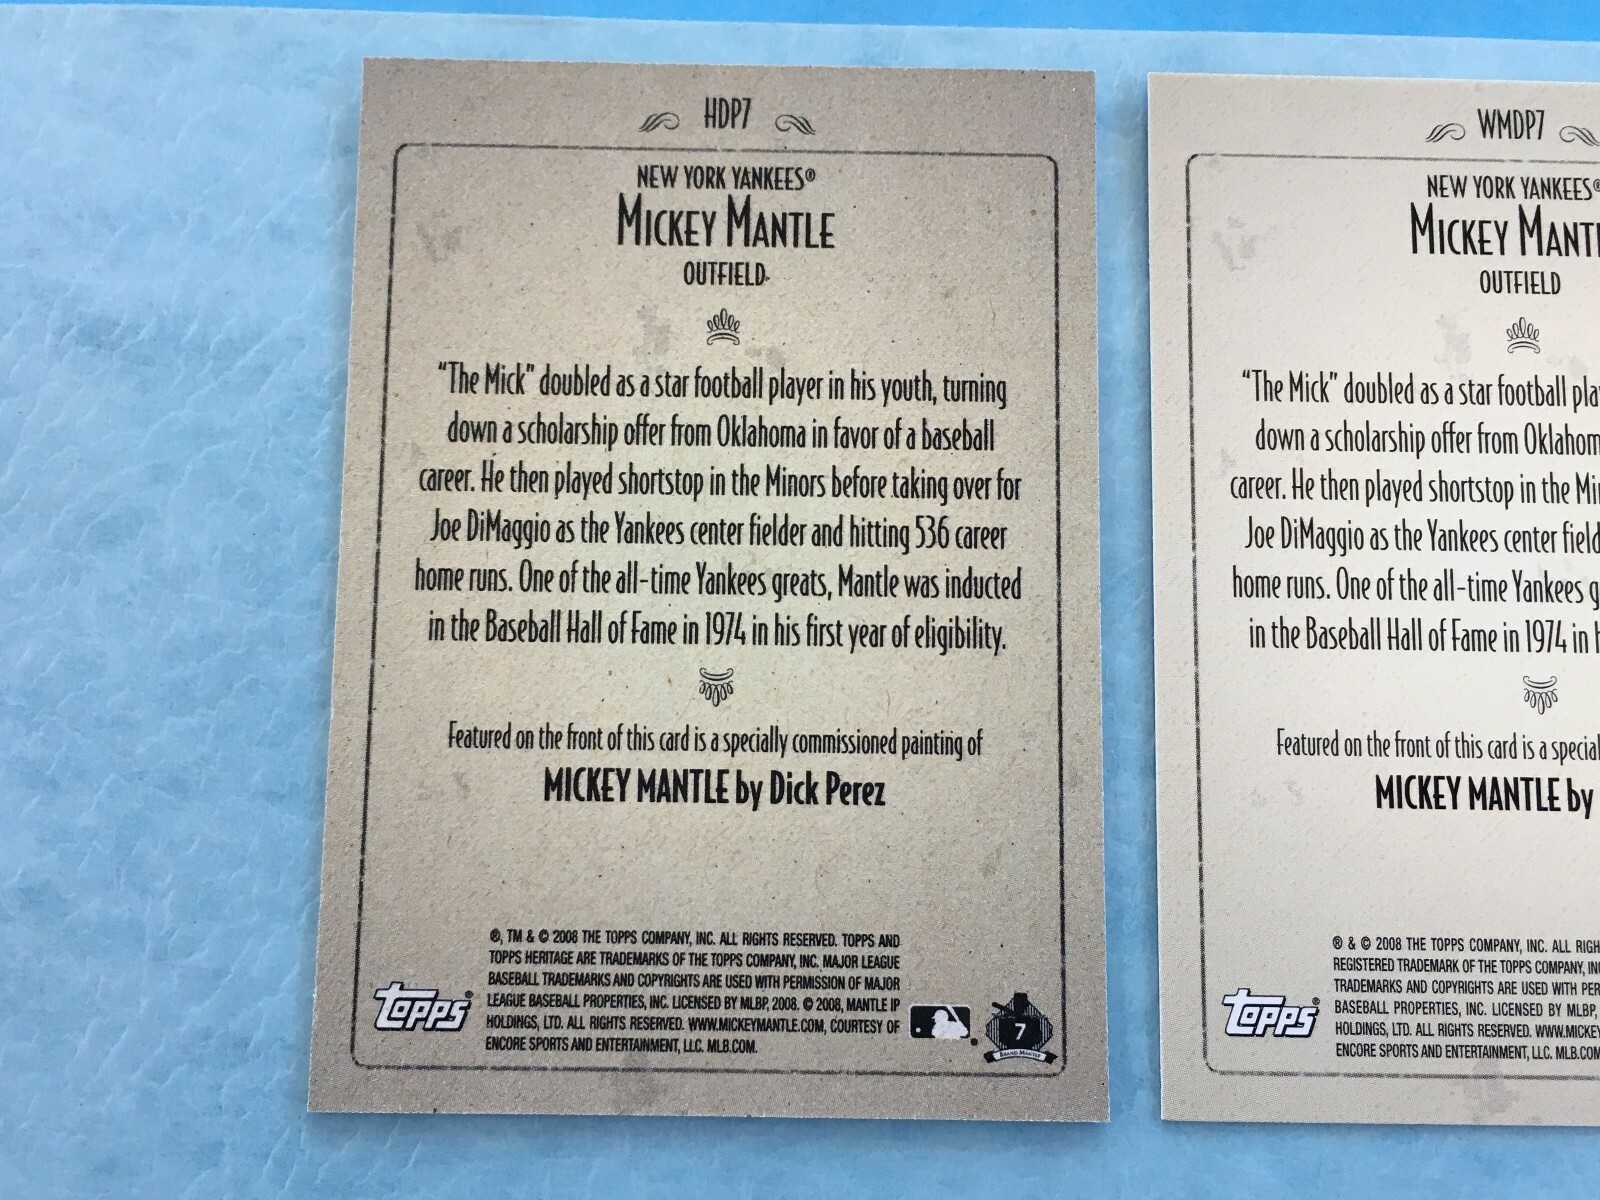 HDP7
NEW YORK YANKEES®
MICKEY MANTLE
OUTFIELD
“The Mick” doubled as a star football player in his youth, turning
down a scholarship offer from Oklahoma in favor of a baseball
career. He then played shortstop in the Minors before taking over for
Joe DiMaggio as the Yankees center fielder and hitting 536 career
home runs. One of the all-time Yankees greats, Mantle was inducted
in the Baseball Hall of Fame in 1974 in his first year of eligibility.
Featured on the front of this card is a specially commissioned painting of
MICKEY MANTLE by Dick Perez
®, TM & © 2008 THE TOPPS COMPANY, INC. ALL RIGHTS RESERVED. TOPPS AND
TOPPS HERITAGE ARE TRADEMARKS OF THE TOPPS COMPANY, INC. MAJOR LEAGUE
BASEBALL TRADEMARKS AND COPYRIGHTS ARE USED WITH PERMISSION OF MAJOR
LEAGUE BASEBALL PROPERTIES, INC. LICENSED BY MLBP, 2008. © 2008, MANTLE IP
HOLDINGS, LTD. ALL RIGHTS RESERVED. WWW.MICKEYMANTLE.COM, COURTESY OF
ENCORE SPORTS AND ENTERTAINMENT, LLC. MLB.COM.
topps®
7
BRAND MANTLE
WMDP7
NEW YORK YANKEES®
MICKEY MANT
OUTFIELD
“The Mick” doubled as a star football pla
down a scholarship offer from Oklahom
career. He then played shortstop in the Mi
Joe DiMaggio as the Yankees center field
home runs. One of the all-time Yankees g
in the Baseball Hall of Fame in 1974 in h
Featured on the front of this card is a special
MICKEY MANTLE by
® & © 2008 THE TOPPS COMPANY, INC. ALL RIGH
REGISTERED TRADEMARK OF THE TOPPS COMPANY, IN
TRADEMARKS AND COPYRIGHTS ARE USED WITH PER
BASEBALL PROPERTIES, INC. LICENSED BY MLBP,
HOLDINGS, LTD. ALL RIGHTS RESERVED. WWW.MICKEY
ENCORE SPORTS AND ENTERTAINMENT, LLC. MLB.COM
topps®